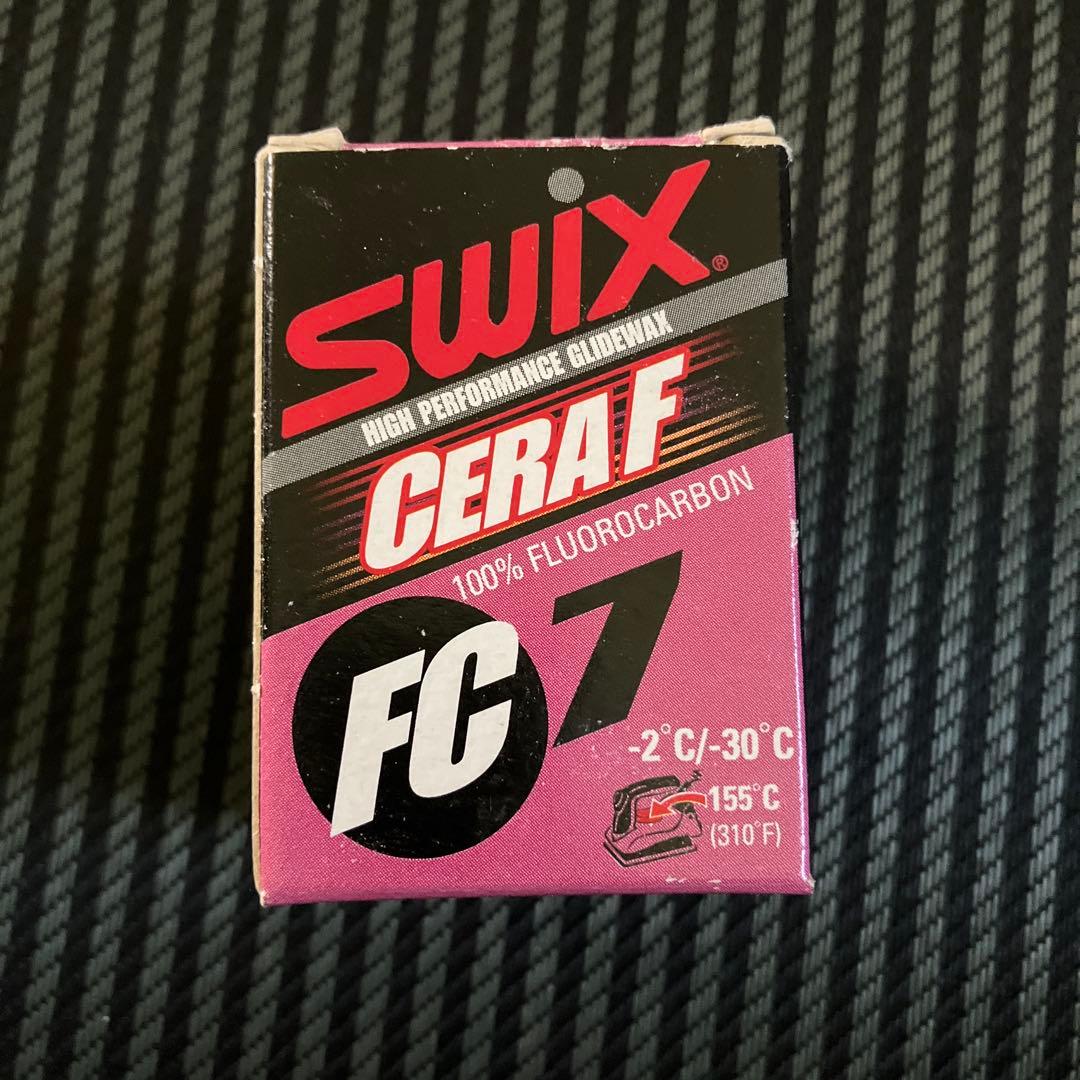 SWIX®
HIGH PERFORMANCE GLIDEWAX
CERA F
100% FLUOROCARBON
FC 7
-2°C/-30°C
155°C
(310°F)